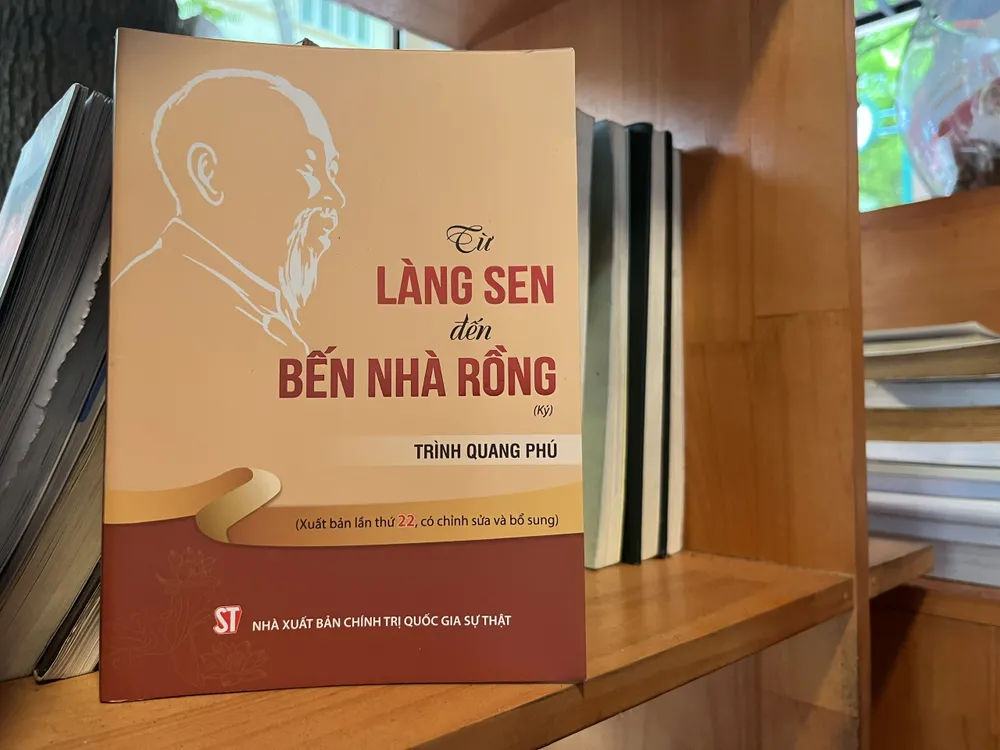 Từ
LÀNG SEN
đến
BẾN NHÀ RỒNG
(Ký)
TRÌNH QUANG PHÚ
(Xuất bản lần thứ 22, có chỉnh sửa và bổ sung)
ST NHÀ XUẤT BẢN CHÍNH TRỊ QUỐC GIA SỰ THẬT